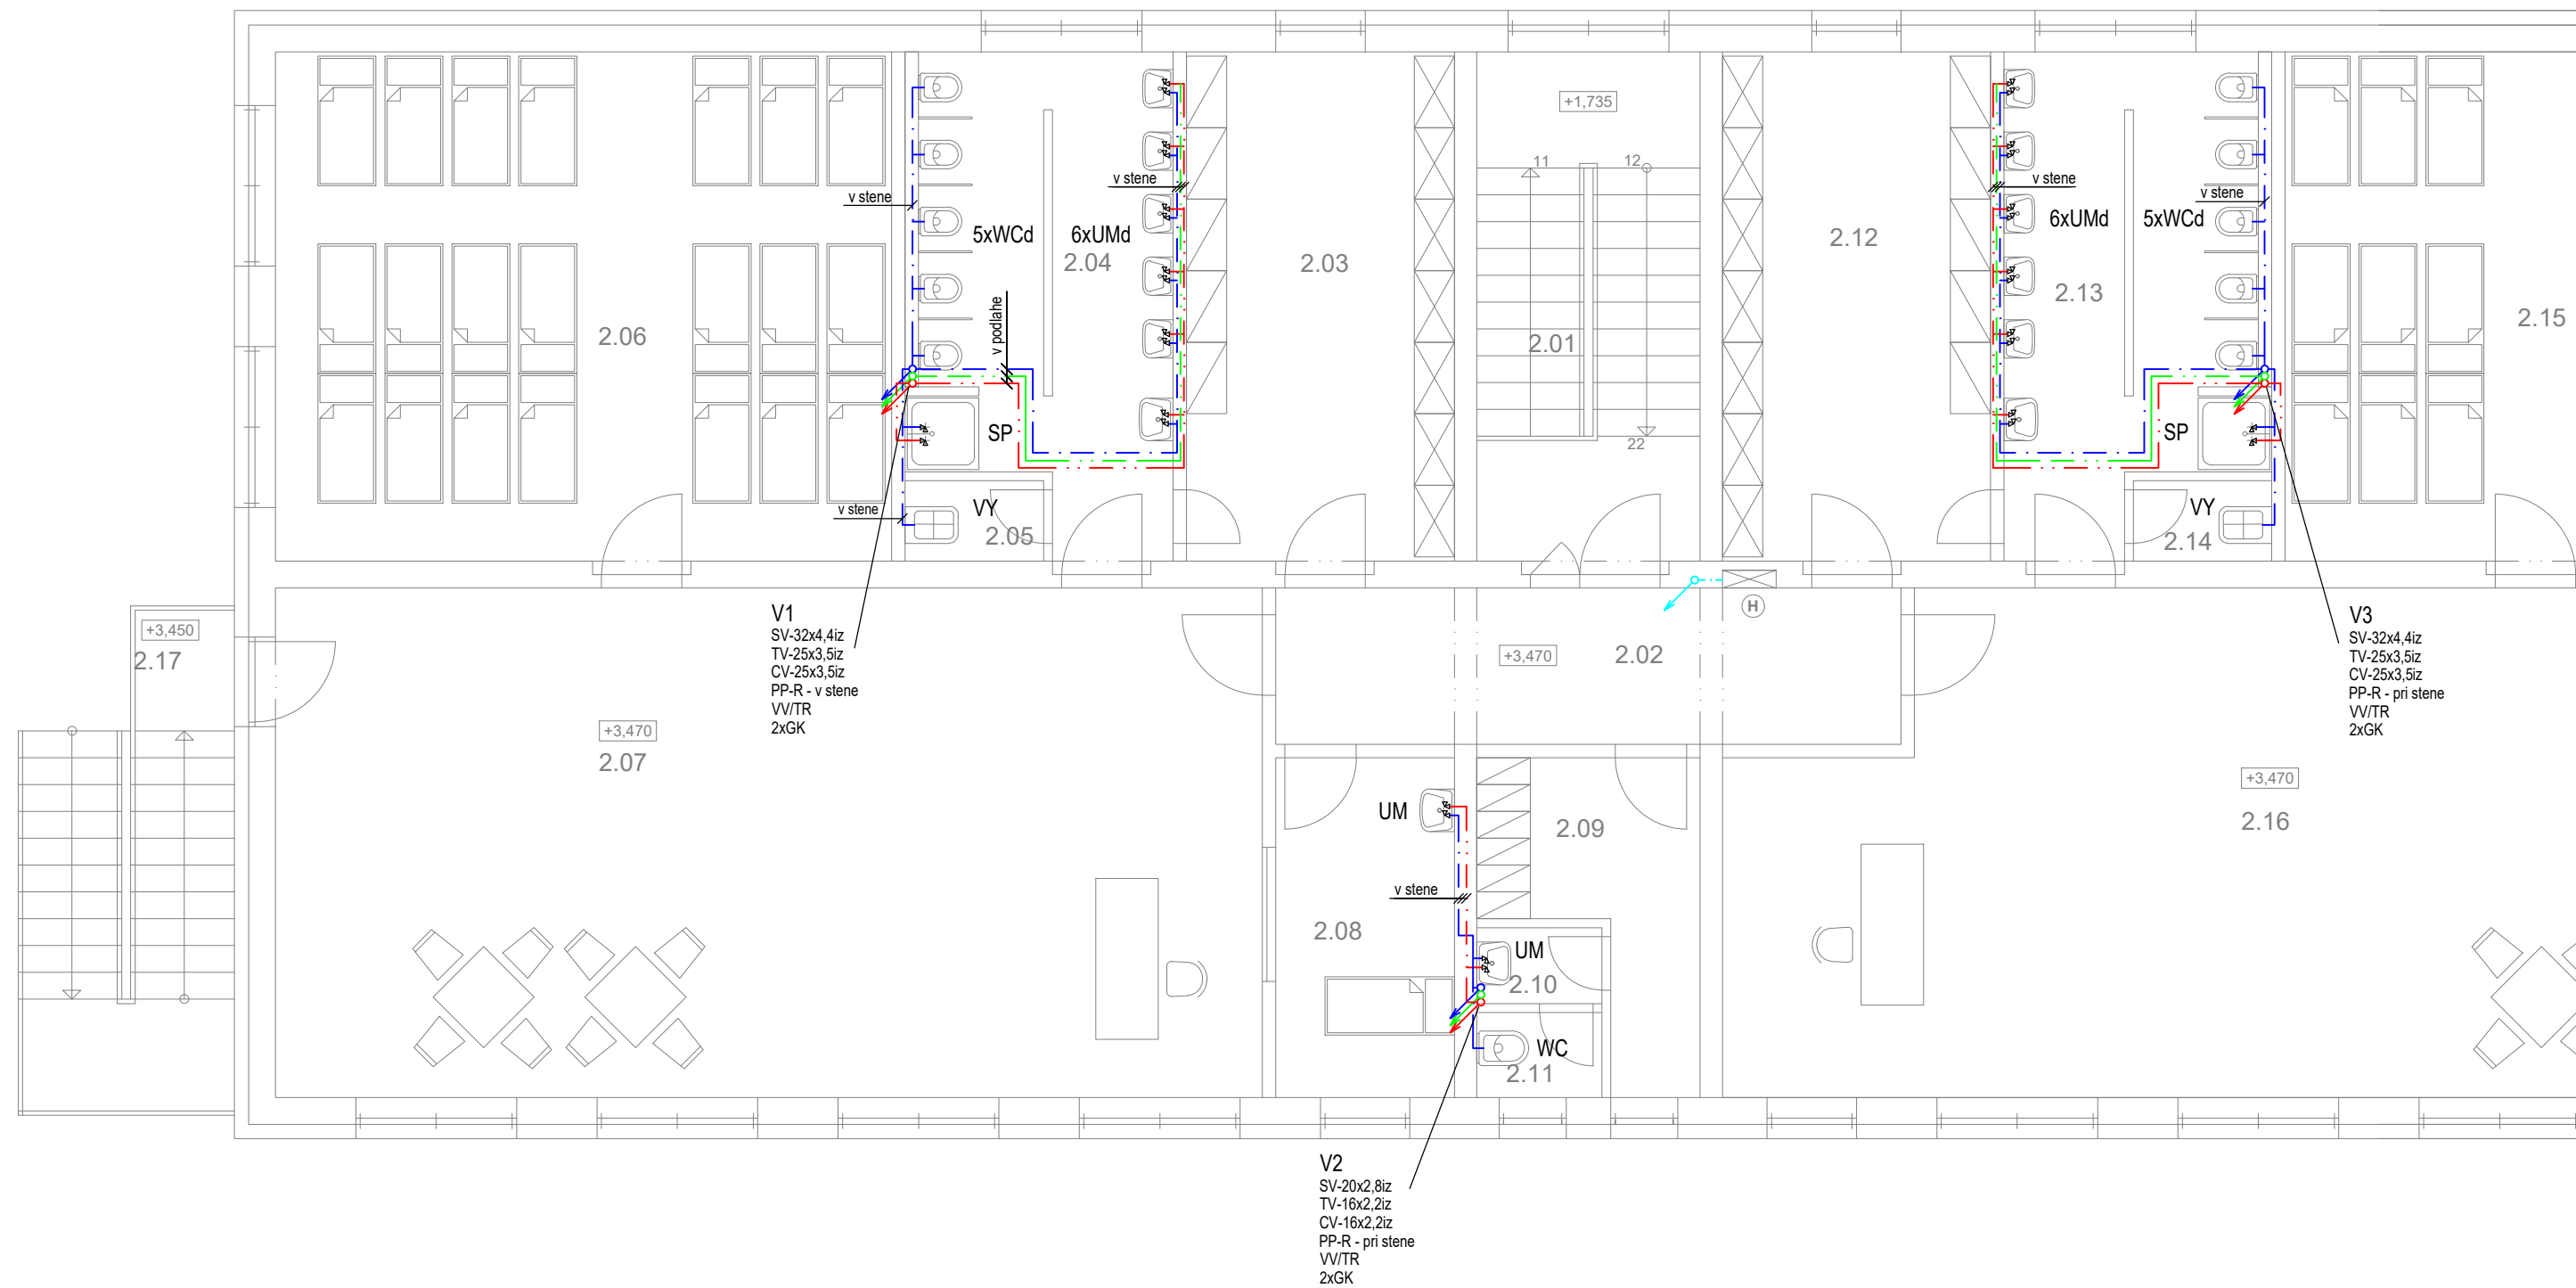 +1,735
11
12
v stene
v stene
v stene
v stene
5xWCd
6xUMd
2.04
2.03
2.12
6xUMd
5xWCd
2.13
2.06
v podlahe
2.01
2.15
SP
22
SP
VY
2.05
v stene
VY
2.14
V1
SV-32x4,4iz
TV-25x3,5iz
CV-25x3,5iz
PP-R - v stene
VV/TR
2xGK
H
V3
SV-32x4,4iz
TV-25x3,5iz
CV-25x3,5iz
PP-R - pri stene
VV/TR
2xGK
+3,450
2.17
+3,470
2.02
+3,470
2.07
+3,470
2.16
UM
2.09
v stene
2.08
UM
2.10
WC
2.11
V2
SV-20x2,8iz
TV-16x2,2iz
CV-16x2,2iz
PP-R - pri stene
VV/TR
2xGK